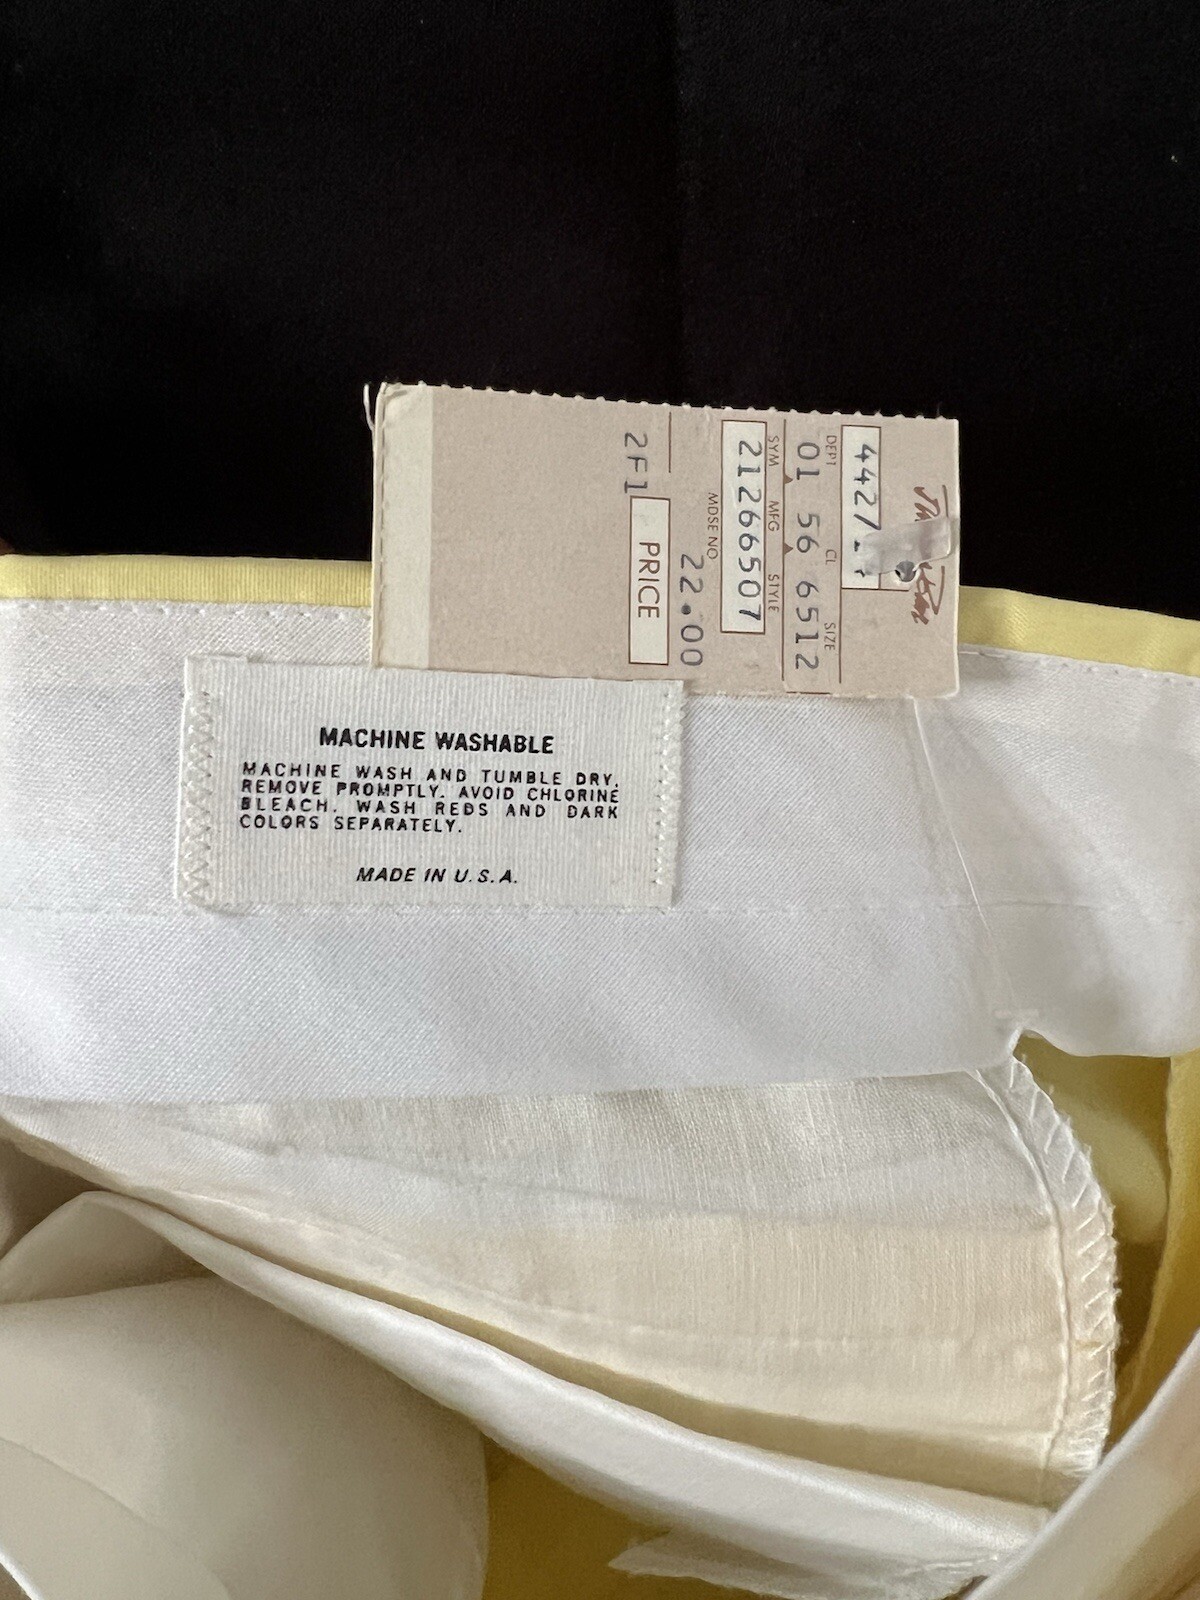 4427
DEPT CL SIZE
01 56 6512
SYM MFG STYLE
21266507
MDSE NO
22.00
PRICE
2F1
MACHINE WASHABLE
MACHINE WASH AND TUMBLE DRY.
REMOVE PROMPTLY. AVOID CHLORINE
BLEACH. WASH REDS AND DARK
COLORS SEPARATELY.
MADE IN U.S.A.